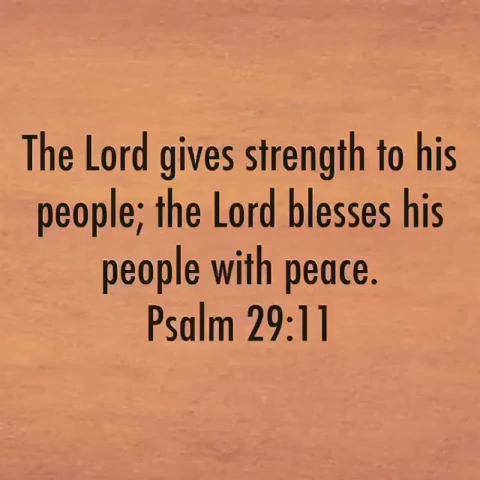 The Lord gives strength to his
people; the Lord blesses his
people with peace.
Psalm 29:11